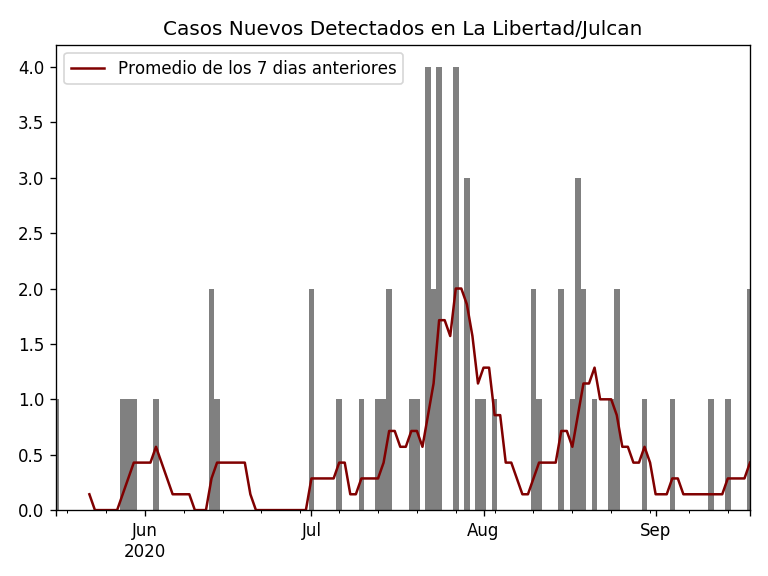 Casos Nuevos Detectados en La Libertad/Julcan
Promedio de los 7 dias anteriores
4.0
3.5
3.0
2.5
2.0
1.5
1.0
0.5
0.0
Jun
2020
Jul
Aug
Sep